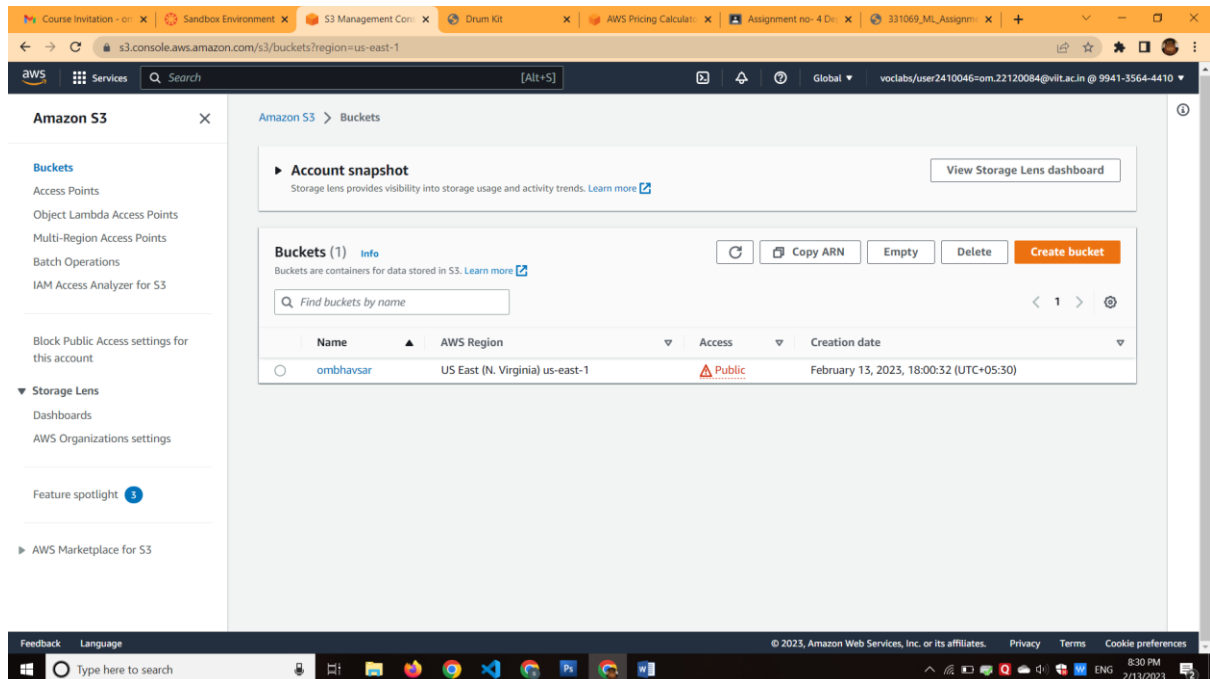 Course Invitation - om
Sandbox Environment
S3 Management Cons
Drum Kit
AWS Pricing Calculato
Assignment no- 4 De
331069_ML_Assignme
s3.console.aws.amazon.com/s3/buckets?region=us-east-1
aws
Services
Search
[Alt+S]
Global
voclabs/user2410046=om.22120084@viit.ac.in @ 9941-3564-4410
Amazon S3
Amazon S3 > Buckets
Buckets
Access Points
Object Lambda Access Points
Multi-Region Access Points
Batch Operations
IAM Access Analyzer for S3
Block Public Access settings for
this account
Storage Lens
Dashboards
AWS Organizations settings
Feature spotlight 3
AWS Marketplace for S3
Account snapshot
Storage lens provides visibility into storage usage and activity trends. Learn more
View Storage Lens dashboard
Buckets (1) Info
Buckets are containers for data stored in S3. Learn more
Copy ARN
Empty
Delete
Create bucket
Find buckets by name
1
Name
AWS Region
Access
Creation date
ombhavsar
US East (N. Virginia) us-east-1
Public
February 13, 2023, 18:00:32 (UTC+05:30)
Feedback
Language
© 2023, Amazon Web Services, Inc. or its affiliates.
Privacy
Terms
Cookie preferences
Type here to search
Ps
ENG
8:30 PM
2/13/2023
2